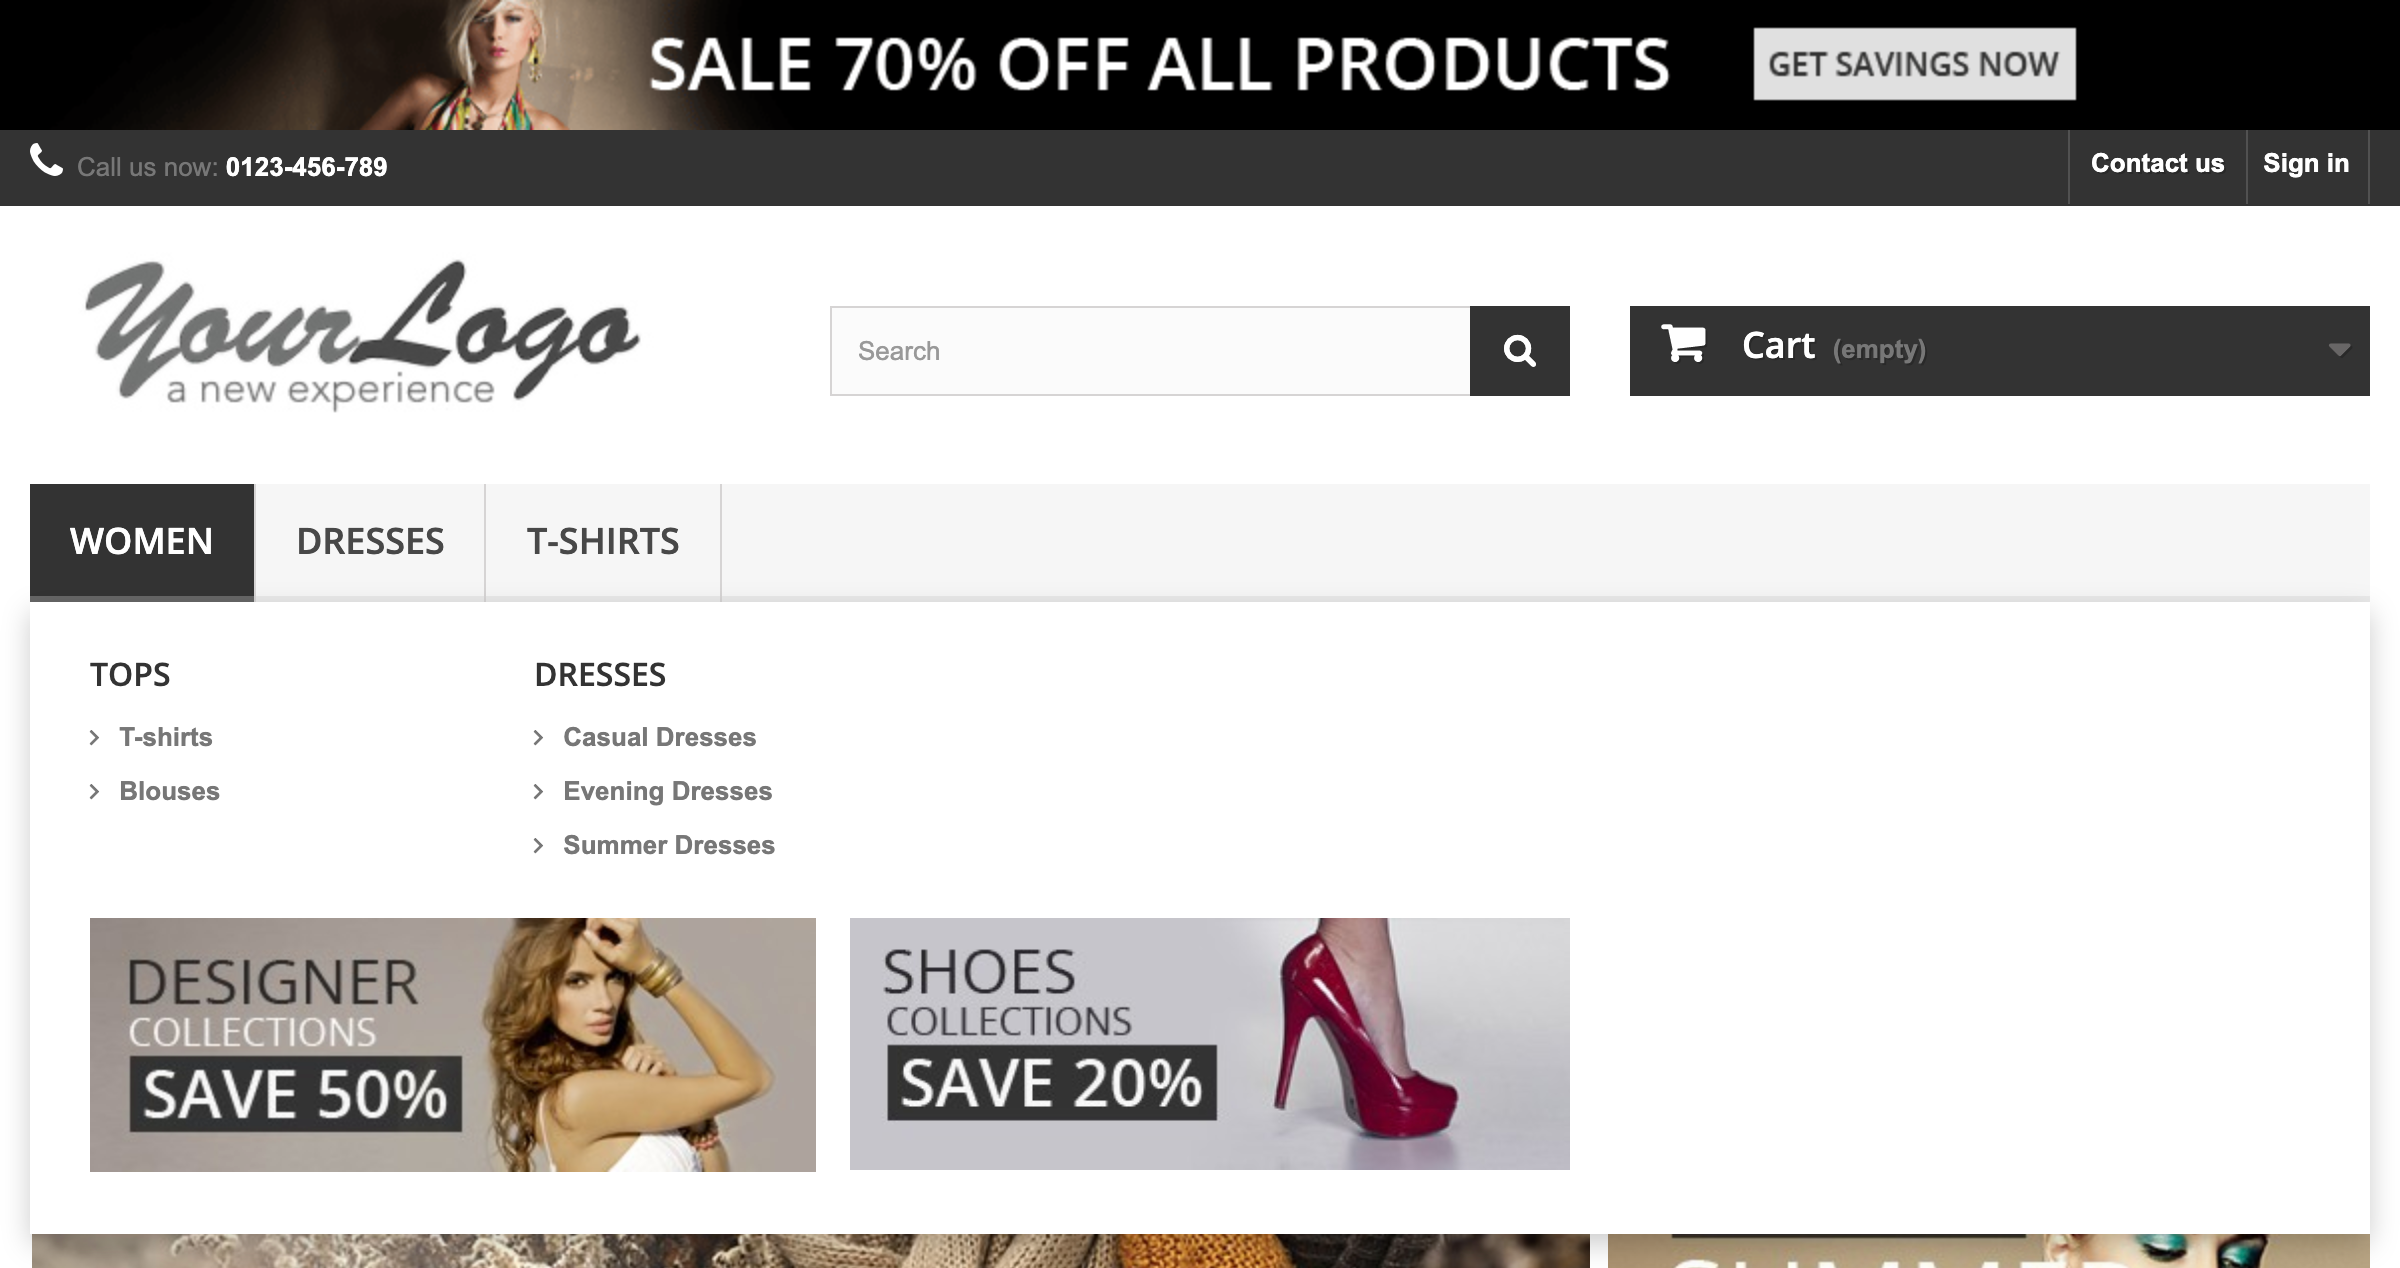 SALE 70% OFF ALL PRODUCTS
GET SAVINGS NOW
Call us now: 0123-456-789
Contact us
Sign in
YourLogo
a new experience
Search
Cart (empty)
WOMEN
DRESSES
T-SHIRTS
TOPS
T-shirts
Blouses
DRESSES
Casual Dresses
Evening Dresses
Summer Dresses
DESIGNER
COLLECTIONS
SAVE 50%
SHOES
COLLECTIONS
SAVE 20%